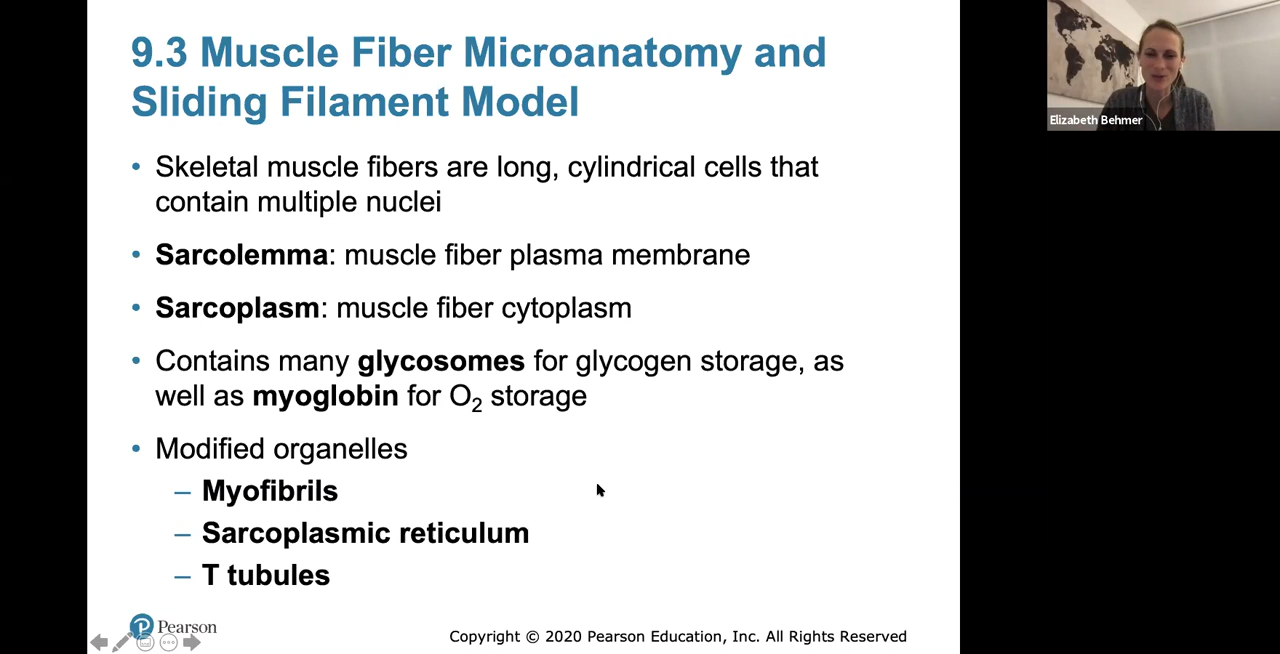 9.3 Muscle Fiber Microanatomy and
Sliding Filament Model
• Skeletal muscle fibers are long, cylindrical cells that
contain multiple nuclei
• Sarcolemma: muscle fiber plasma membrane
• Sarcoplasm: muscle fiber cytoplasm
• Contains many glycosomes for glycogen storage, as
well as myoglobin for O₂ storage
• Modified organelles
– Myofibrils
– Sarcoplasmic reticulum
– T tubules
P Pearson
Copyright © 2020 Pearson Education, Inc. All Rights Reserved
Elizabeth Behmer